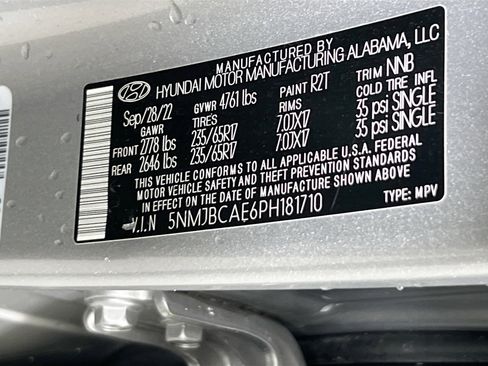 MANUFACTURED BY
HYUNDAI MOTOR MANUFACTURING ALABAMA, LLC
Sep/28/22 GVWR 4761 lbs PAINT R2T TRIM NNB
GAWR TIRES RIMS COLD TIRE INFL
FRONT 2778 lbs 235/65R17 7.0JX17 35 psi SINGLE
REAR 2646 lbs 235/65R17 7.0JX17 35 psi SINGLE
THIS VEHICLE CONFORMS TO ALL APPLICABLE U.S.A. FEDERAL
MOTOR VEHICLE SAFETY AND THEFT PREVENTION STANDARDS
IN EFFECT ON THE DATE OF MANUFACTURE SHOWN ABOVE.
V.I.N 5NMJBCAE6PH181710 TYPE: MPV